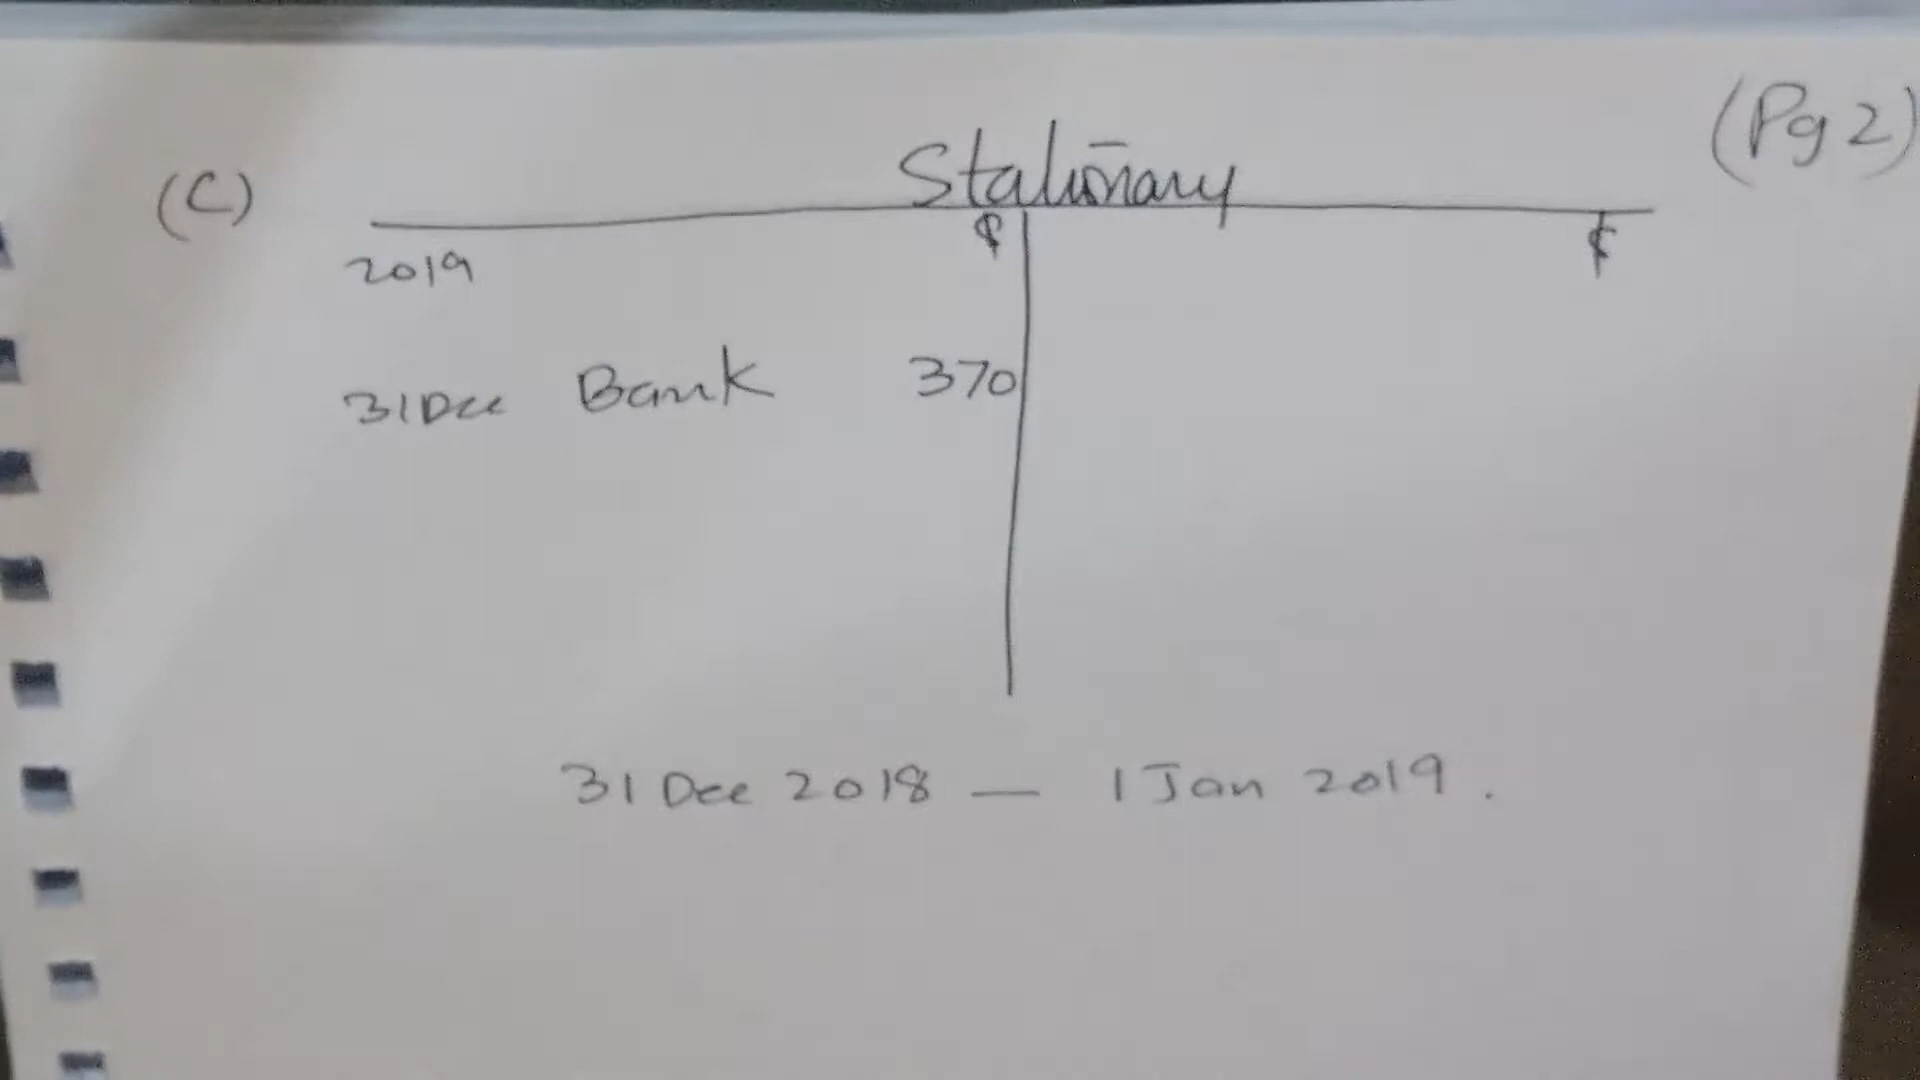 (Pg 2)
(C) Stationary
$ $
2019
31 Dec Bank 370
31 Dec 2018 — 1 Jan 2019.